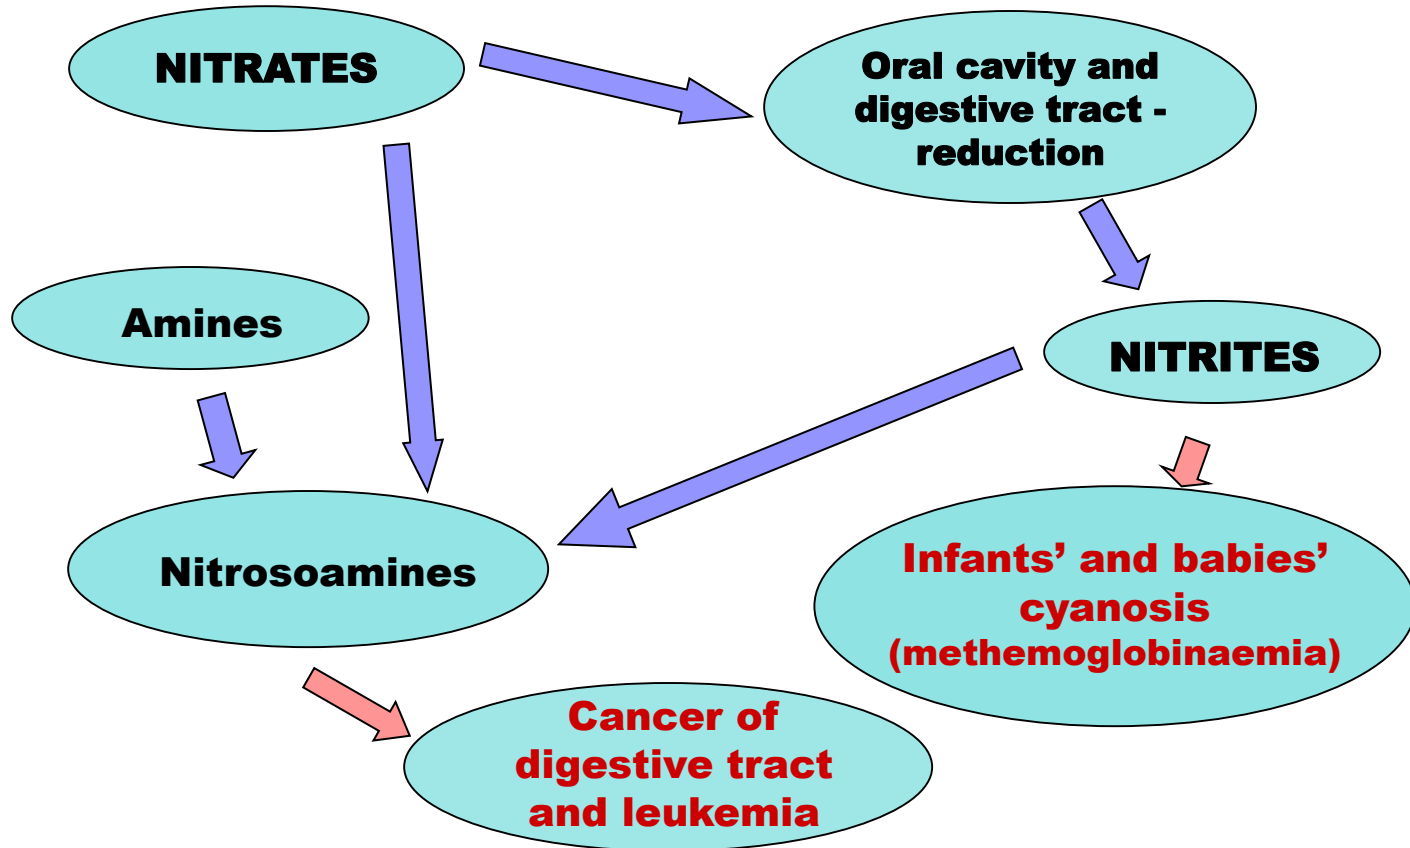 NITRATES
Oral cavity and
digestive tract -
reduction
Amines
NITRITES
Nitrosoamines
Infants’ and babies’
cyanosis
(methemoglobinaemia)
Cancer of
digestive tract
and leukemia